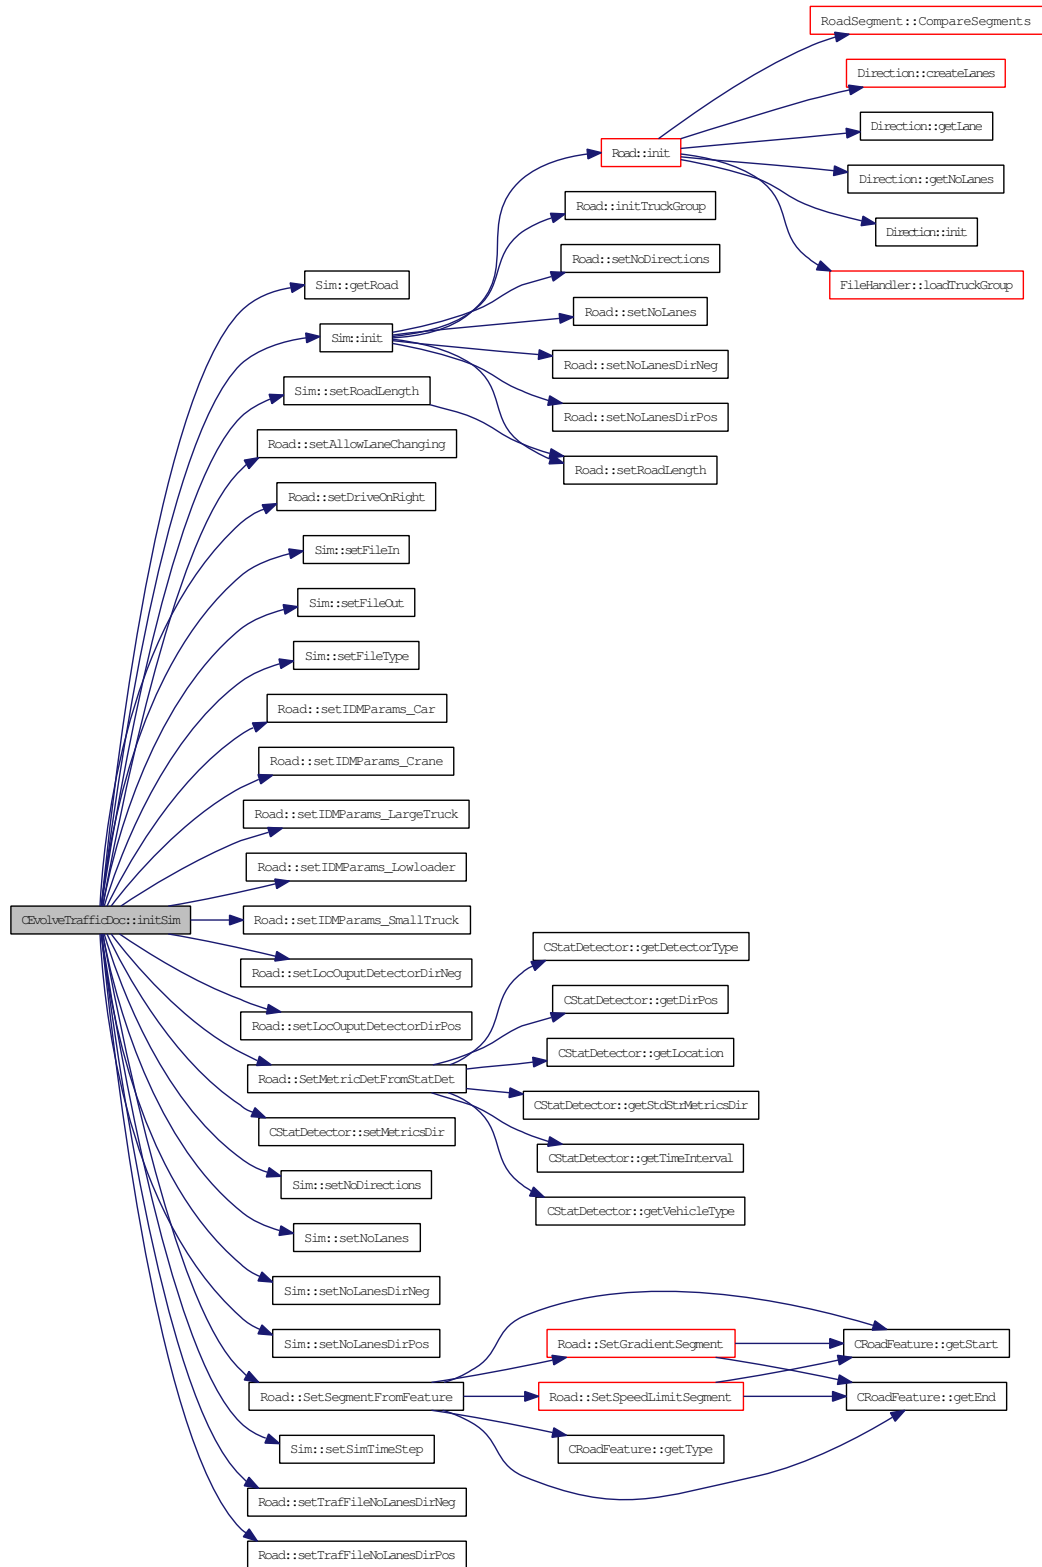 RoadSegment::CompareSegments
Direction::createLanes
Direction::getLane
Road::init
Direction::getNoLanes
Road::initTruckGroup
Direction::init
Road::setNoDirections
Sim::getRoad
FileHandler::loadTruckGroup
Road::setNoLanes
Sim::init
Road::setNoLanesDirNeg
Sim::setRoadLength
Road::setNoLanesDirPos
Road::setAllowLaneChanging
Road::setRoadLength
Road::setDriveOnRight
Sim::setFileIn
Sim::setFileOut
Sim::setFileType
Road::setIDMParams_Car
Road::setIDMParams_Crane
Road::setIDMParams_LargeTruck
Road::setIDMParams_Lowloader
CEvolveTrafficDoc::initSim
Road::setIDMParams_SmallTruck
CStatDetector::getDetectorType
Road::setLocOuputDetectorDirNeg
CStatDetector::getDirPos
Road::setLocOuputDetectorDirPos
CStatDetector::getLocation
Road::SetMetricDetFromStatDet
CStatDetector::getStdStrMetricsDir
CStatDetector::setMetricsDir
CStatDetector::getTimeInterval
Sim::setNoDirections
CStatDetector::getVehicleType
Sim::setNoLanes
Sim::setNoLanesDirNeg
Sim::setNoLanesDirPos
Road::SetGradientSegment
CRoadFeature::getStart
Road::SetSegmentFromFeature
Road::SetSpeedLimitSegment
CRoadFeature::getEnd
Sim::setSimTimeStep
CRoadFeature::getType
Road::setTrafFileNoLanesDirNeg
Road::setTrafFileNoLanesDirPos